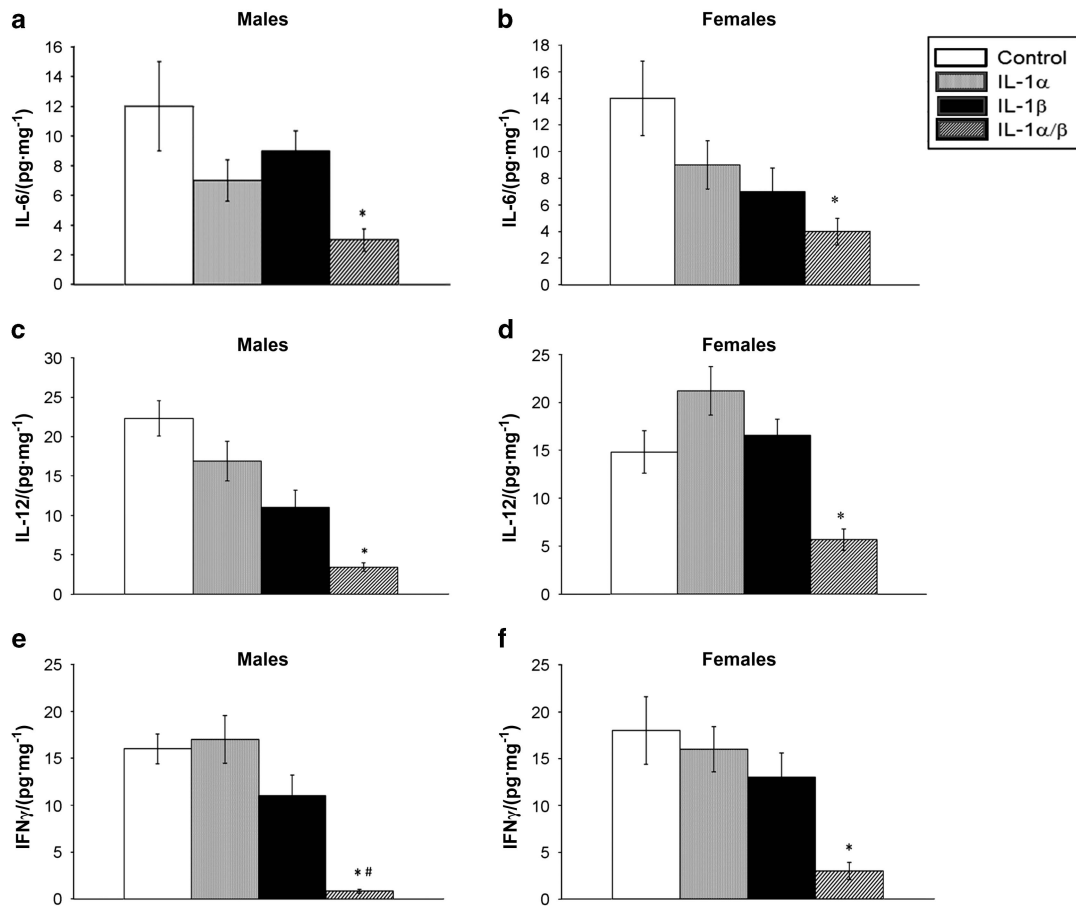 a
Males
IL-6/(pg·mg⁻¹)
16
14
12
10
8
6
4
2
0
*
b
Females
IL-6/(pg·mg⁻¹)
18
16
14
12
10
8
6
4
2
0
*
Control
IL-1α
IL-1β
IL-1α/β
c
Males
IL-12/(pg·mg⁻¹)
30
25
20
15
10
5
0
*
d
Females
IL-12/(pg·mg⁻¹)
25
20
15
10
5
0
*
e
Males
IFNγ/(pg·mg⁻¹)
25
20
15
10
5
0
* #
f
Females
IFNγ/(pg·mg⁻¹)
25
20
15
10
5
0
*